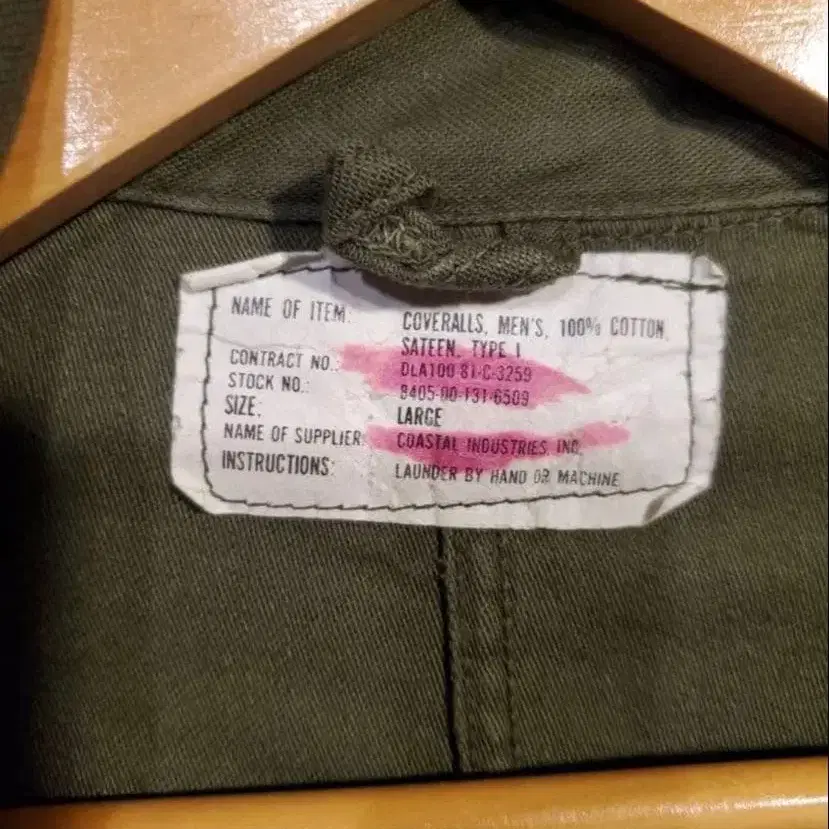 NAME OF ITEM: COVERALLS, MEN'S, 100% COTTON,
SATEEN, TYPE I
CONTRACT NO.: DLA100-81-C-3259
STOCK NO.: 8405-00-131-6509
SIZE: LARGE
NAME OF SUPPLIER: COASTAL INDUSTRIES, INC.
INSTRUCTIONS: LAUNDER BY HAND OR MACHINE